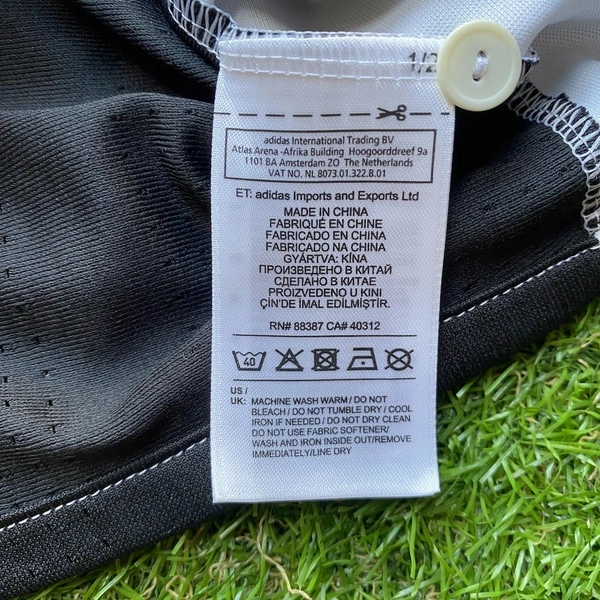 1/2
adidas International Trading BV
Atlas Arena -Afrika Building Hoogoorddreef 9a
1101 BA Amsterdam ZO The Netherlands
VAT NO. NL 8073.01.322.B.01
ET: adidas Imports and Exports Ltd
MADE IN CHINA
FABRIQUÉ EN CHINE
FABRICADO EN CHINA
FABRICADO NA CHINA
GYÁRTVA: KÍNA
ПРОИЗВЕДЕНО В КИТАЙ
СДЕЛАНО В КИТАЕ
PROIZVEDENO U KINI
ÇİN'DE İMAL EDİLMİŞTİR.
RN# 88387 CA# 40312
40
US /
UK: MACHINE WASH WARM / DO NOT
BLEACH / DO NOT TUMBLE DRY / COOL
IRON IF NEEDED / DO NOT DRY CLEAN
DO NOT USE FABRIC SOFTENER/
WASH AND IRON INSIDE OUT/REMOVE
IMMEDIATELY/LINE DRY